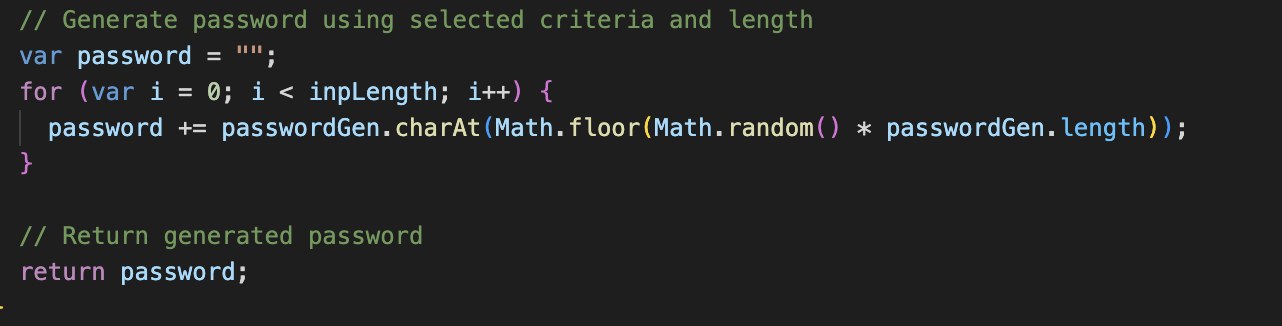 // Generate password using selected criteria and length
var password = "";
for (var i = 0; i < inpLength; i++) {
  password += passwordGen.charAt(Math.floor(Math.random() * passwordGen.length));
}
// Return generated password
return password;